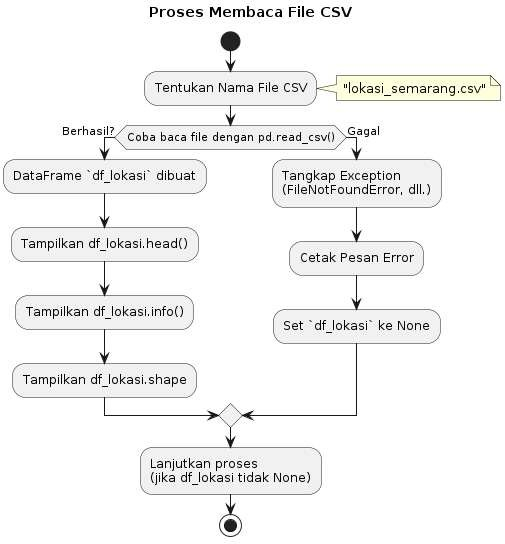 Proses Membaca File CSV
Tentukan Nama File CSV
"lokasi_semarang.csv"
Berhasil?
Coba baca file dengan pd.read_csv()
Gagal
DataFrame `df_lokasi` dibuat
Tampilkan df_lokasi.head()
Tampilkan df_lokasi.info()
Tampilkan df_lokasi.shape
Tangkap Exception
(FileNotFoundError, dll.)
Cetak Pesan Error
Set `df_lokasi` ke None
Lanjutkan proses
(jika df_lokasi tidak None)